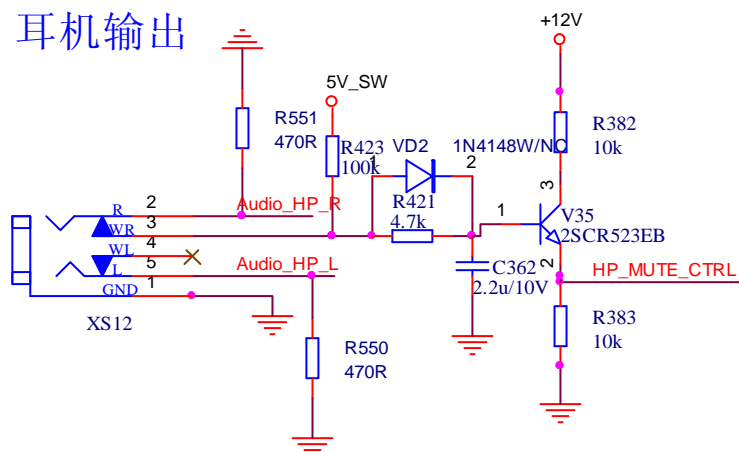 耳机输出
+12V
5V_SW
R551
470R
R423
100k
VD2
1N4148W/NC
R382
10k
1
2
3
R421
4.7k
1
V35
2SCR523EB
2
HP_MUTE_CTRL
R
2
Audio_HP_R
WR
3
WL
4
L
5
Audio_HP_L
GND
1
XS12
C362
2.2u/10V
R383
10k
R550
470R